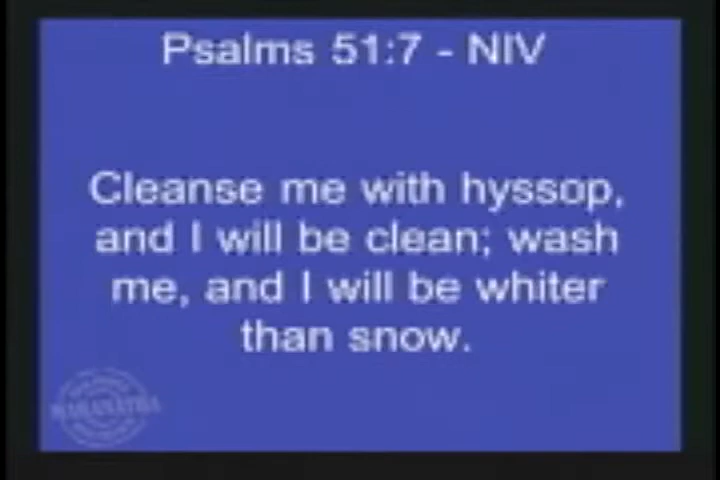 Psalms 51:7 - NIV
Cleanse me with hyssop,
and I will be clean; wash
me, and I will be whiter
than snow.
MARANATHA